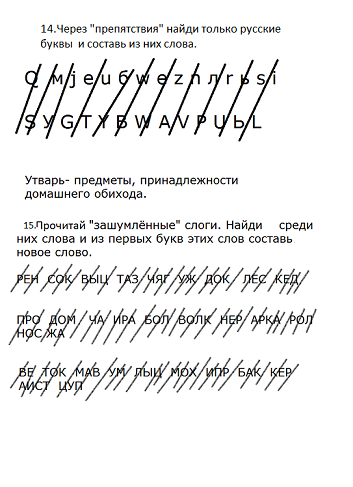 14.Через "препятствия" найди только русские
буквы и составь из них слова.
Q м j e u б w e z n л r ь s i
S У G T Y B W A V P U Ь L
Утварь- предметы, принадлежности
домашнего обихода.
15.Прочитай "зашумлённые" слоги. Найди среди
них слова и из первых букв этих слов составь
новое слово.
РЕН СОК ВЫЦ ТАЗ ЧЯГ УЖ ДОК ЛЕС КЕД
ПРО ДОМ ЧА ИРА БОЛ ВОЛК НЕР АРКА РОЛ
НОС ЖА
ВЕ ТОК МАВ УМ ЛЫЦ МОХ ИПР БАК КЕР
АИСТ ЦУП